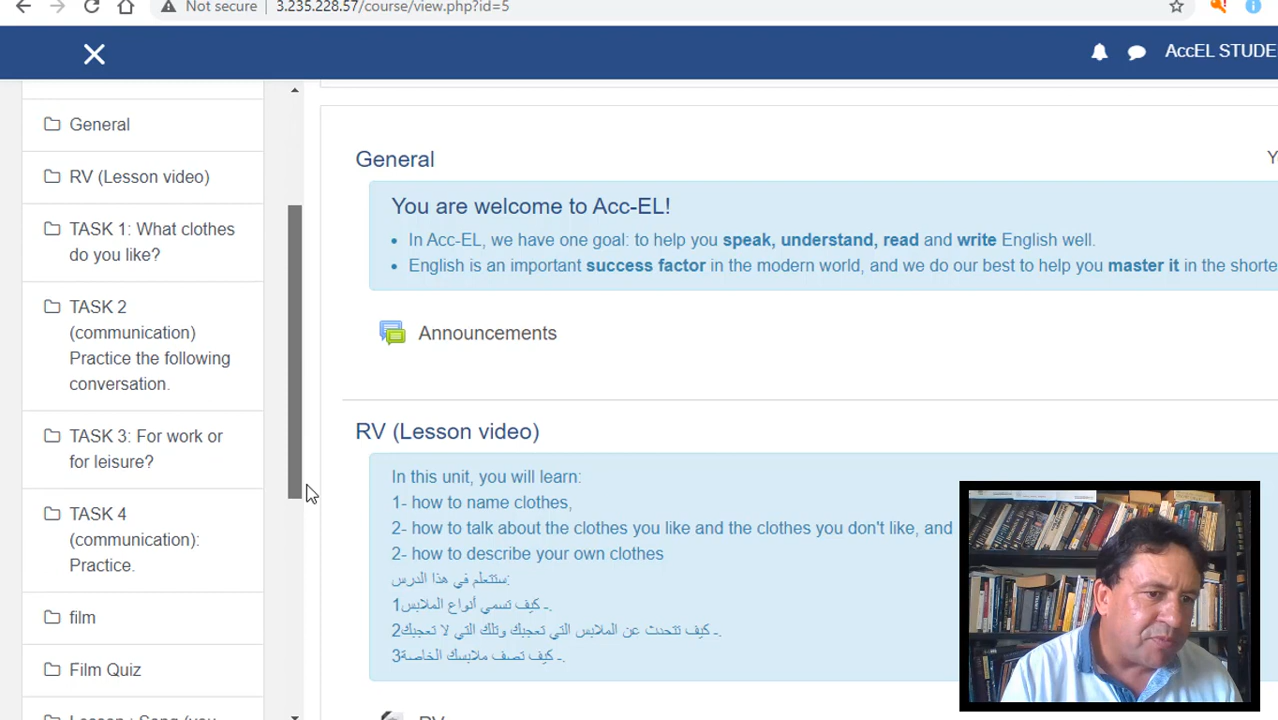 Not secure
3.235.228.57/course/view.php?id=5
AccEL STUDE
General
RV (Lesson video)
TASK 1: What clothes
do you like?
TASK 2
(communication)
Practice the following
conversation.
TASK 3: For work or
for leisure?
TASK 4
(communication):
Practice.
film
Film Quiz
Lesson : Song (you
General
Y
You are welcome to Acc-EL!
• In Acc-EL, we have one goal: to help you speak, understand, read and write English well.
• English is an important success factor in the modern world, and we do our best to help you master it in the shorte
Announcements
RV (Lesson video)
In this unit, you will learn:
1- how to name clothes,
2- how to talk about the clothes you like and the clothes you don't like, and
2- how to describe your own clothes
ستتعلم في هذا الدرس:
1ـ كيف تسمي أنواع الملابس.
2ـ كيف تتحدث عن الملابس التي تعجبك وتلك التي لا تعجبك.
3ـ كيف تصف ملابسك الخاصة.
RV